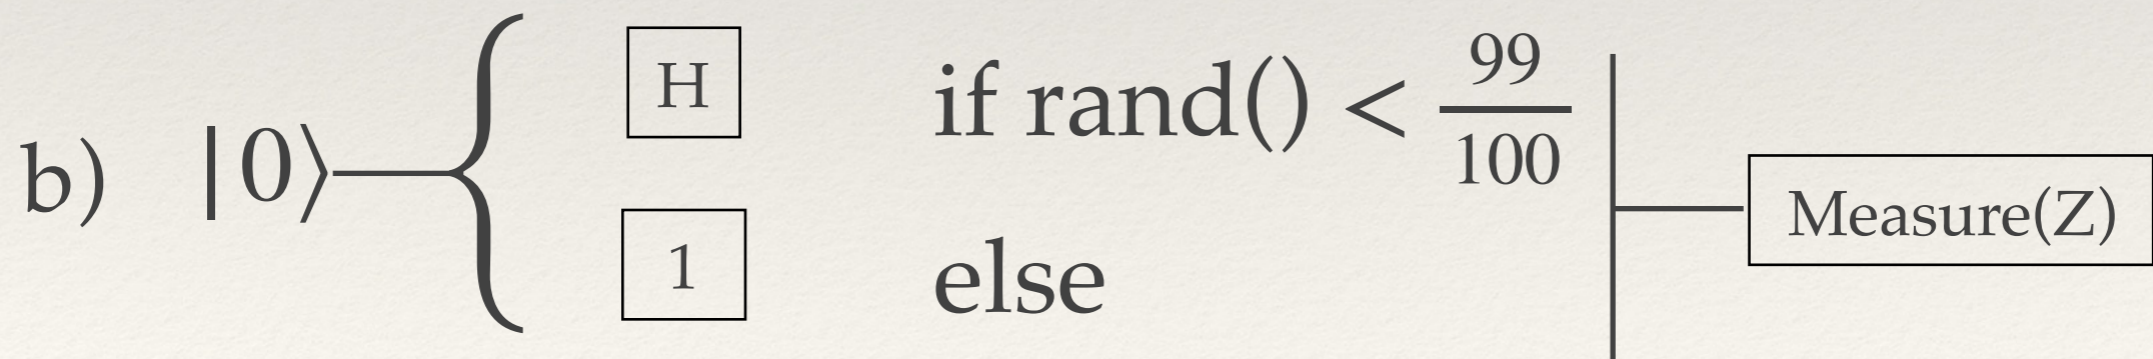 b) |0⟩ H if rand() < 99/100
1 else
Measure(Z)